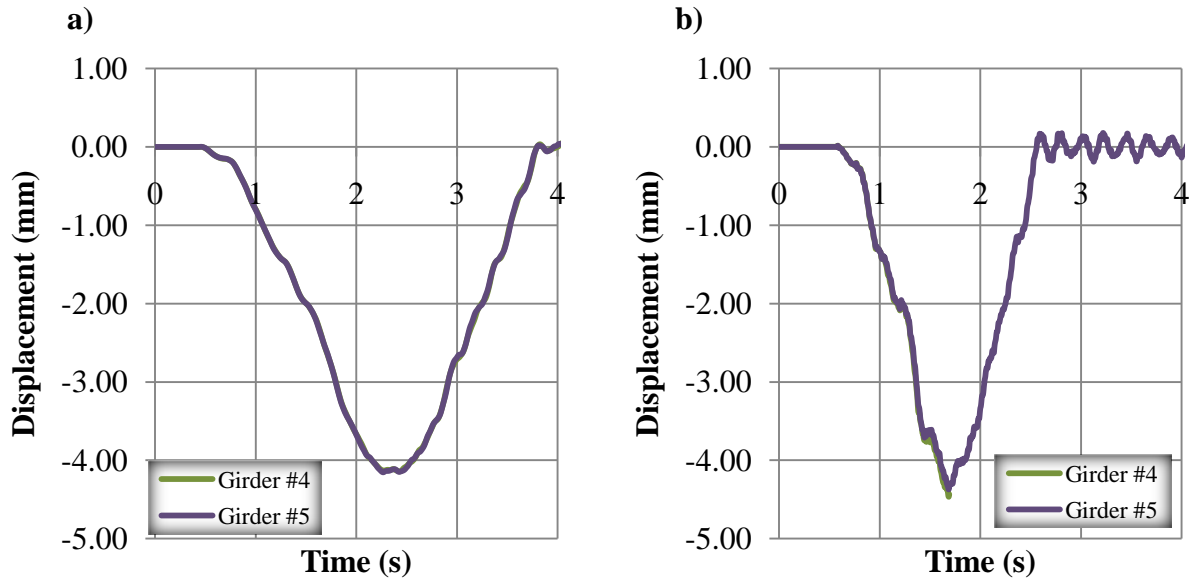 a)
1.00
0.00
-1.00
-2.00
-3.00
-4.00
-5.00
0 1 2 3 4
Displacement (mm)
Time (s)
Girder #4
Girder #5
b)
1.00
0.00
-1.00
-2.00
-3.00
-4.00
-5.00
0 1 2 3 4
Displacement (mm)
Time (s)
Girder #4
Girder #5